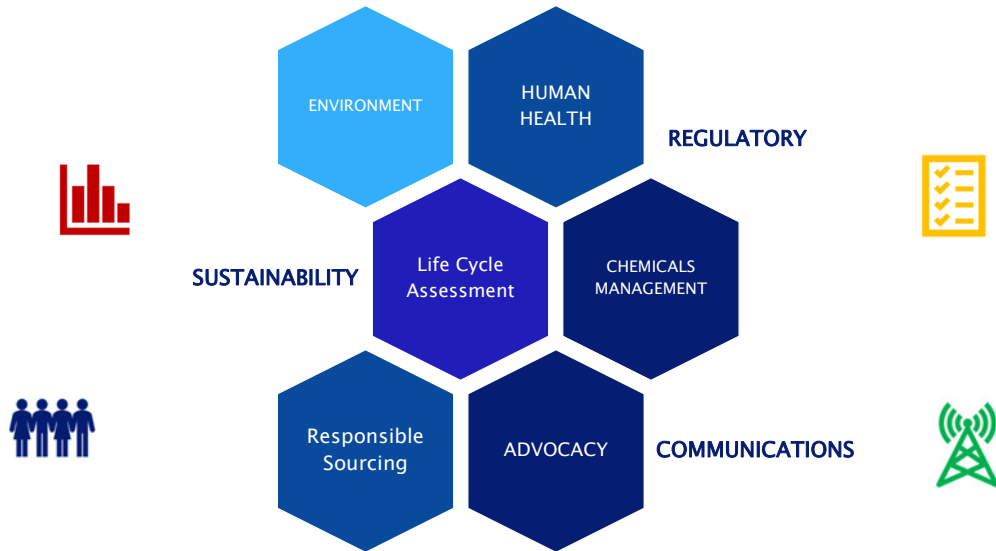 ENVIRONMENT
HUMAN
HEALTH
REGULATORY
SUSTAINABILITY
Life Cycle
Assessment
CHEMICALS
MANAGEMENT
Responsible
Sourcing
ADVOCACY
COMMUNICATIONS